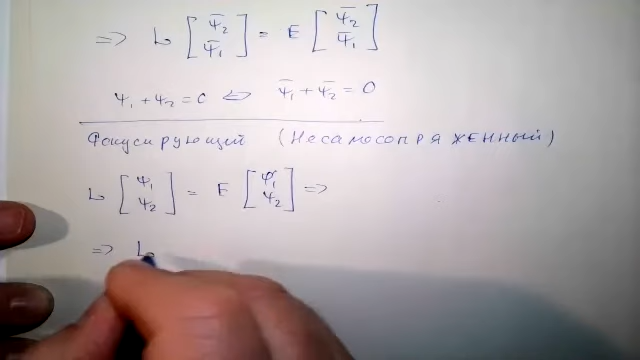 => L [ψ̄₂ ψ̄₁] = E [ψ̄₂ ψ̄₁]
ψ₁ + ψ₂ = c <=> ψ̄₁ + ψ̄₂ = 0
Фокусирующий (Несамосопряженный)
L [ψ₁ ψ₂] = E [ψ₁ ψ₂] =>
=> L